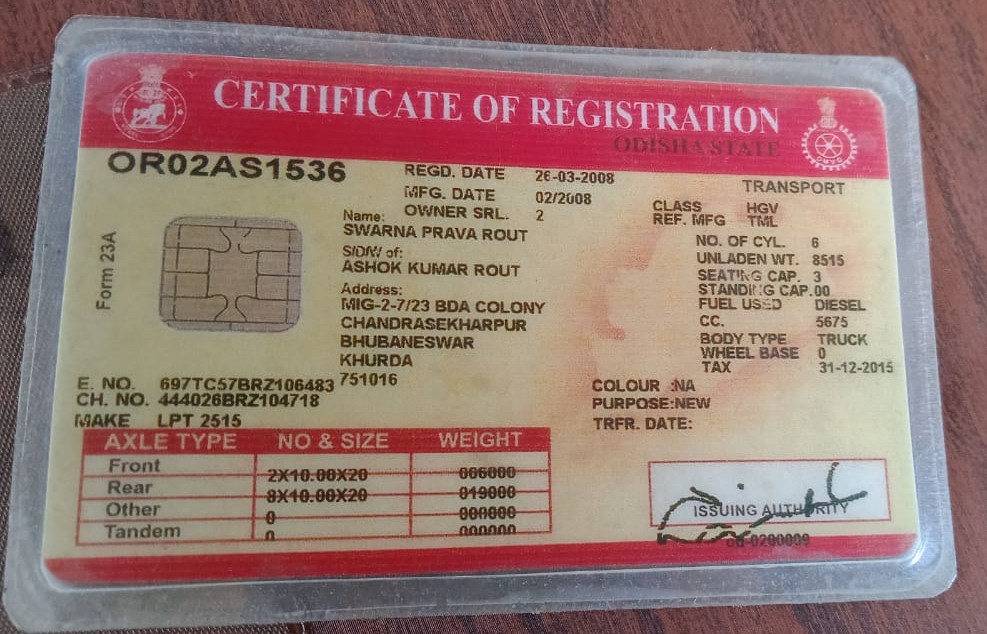 CERTIFICATE OF REGISTRATION
ODISHA STATE
OR02AS1536
REGD. DATE 26-03-2008
MFG. DATE 02/2008
OWNER SRL. 2
TRANSPORT
CLASS HGV
REF. MFG TML
Form 23A
Name:
SWARNA PRAVA ROUT
S/D/W of:
ASHOK KUMAR ROUT
Address:
MIG-2-7/23 BDA COLONY
CHANDRASEKHARPUR
BHUBANESWAR
KHURDA
751016
NO. OF CYL. 6
UNLADEN WT. 8515
SEATING CAP. 3
STANDING CAP. 00
FUEL USED DIESEL
CC. 5675
BODY TYPE TRUCK
WHEEL BASE 0
TAX 31-12-2015
E. NO. 697TC57BRZ106483
CH. NO. 444026BRZ104718
MAKE LPT 2515
COLOUR :NA
PURPOSE:NEW
TRFR. DATE:
AXLE TYPE NO & SIZE WEIGHT
Front 2X10.00X20 006000
Rear 8X10.00X20 019000
Other 0 000000
Tandem 0 000000
ISSUING AUTHORITY